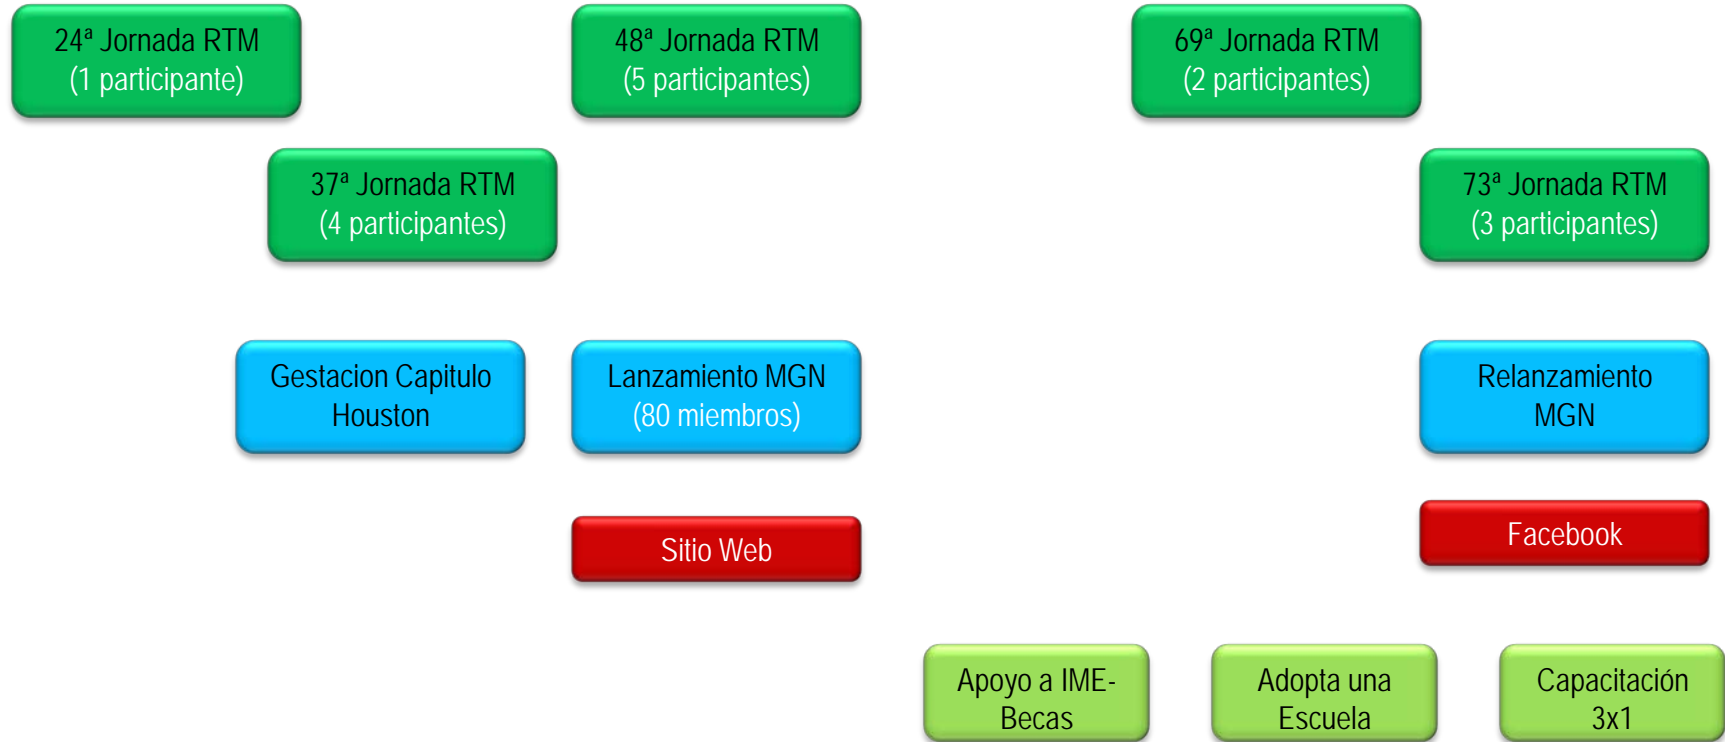 24ª Jornada RTM
(1 participante)
48ª Jornada RTM
(5 participantes)
69ª Jornada RTM
(2 participantes)
37ª Jornada RTM
(4 participantes)
73ª Jornada RTM
(3 participantes)
Gestacion Capitulo
Houston
Lanzamiento MGN
(80 miembros)
Relanzamiento
MGN
Sitio Web
Facebook
Apoyo a IME-
Becas
Adopta una
Escuela
Capacitación
3x1